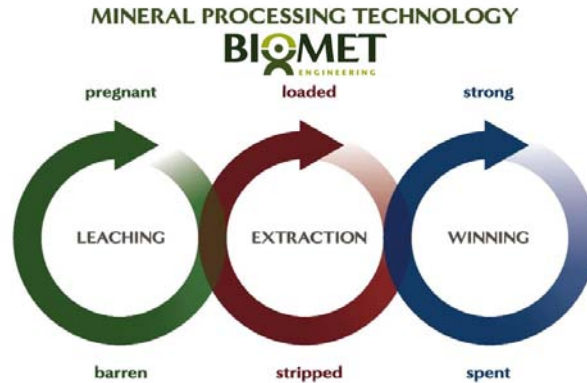 MINERAL PROCESSING TECHNOLOGY
BIOMET
ENGINEERING
pregnant loaded strong
LEACHING EXTRACTION WINNING
barren stripped spent